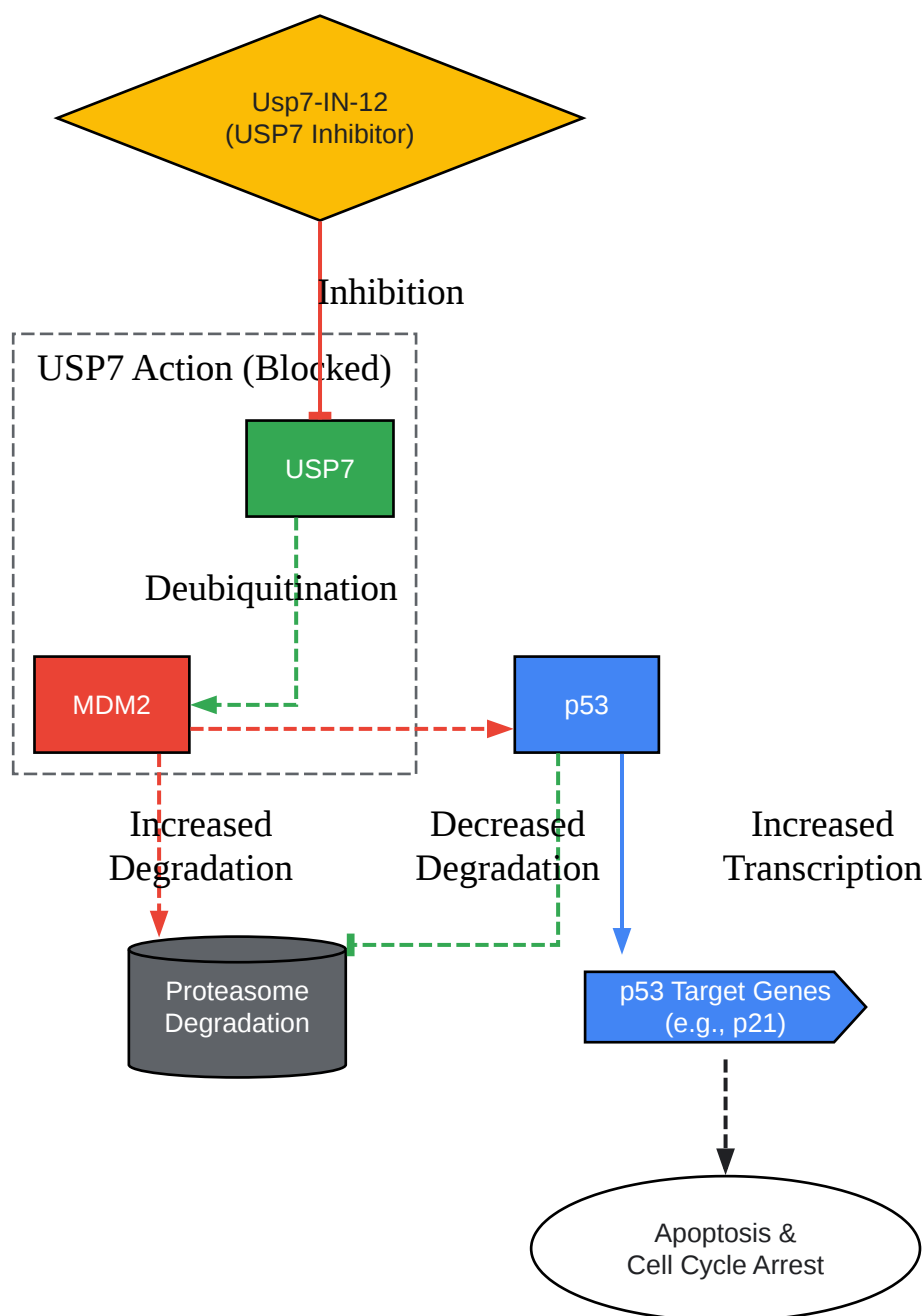 Usp7-IN-12
(USP7 Inhibitor)
Inhibition
USP7 Action (Blocked)
USP7
Deubiquitination
MDM2
p53
Increased
Degradation
Decreased
Degradation
Increased
Transcription
Proteasome
Degradation
p53 Target Genes
(e.g., p21)
Apoptosis &
Cell Cycle Arrest